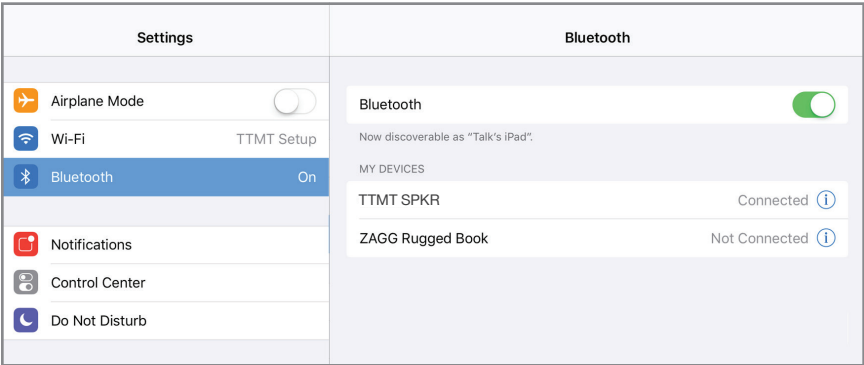 Settings
Airplane Mode
Wi-Fi TTMT Setup
Bluetooth On
Notifications
Control Center
Do Not Disturb
Bluetooth
Bluetooth
Now discoverable as “Talk's iPad”.
MY DEVICES
TTMT SPKR Connected
ZAGG Rugged Book Not Connected